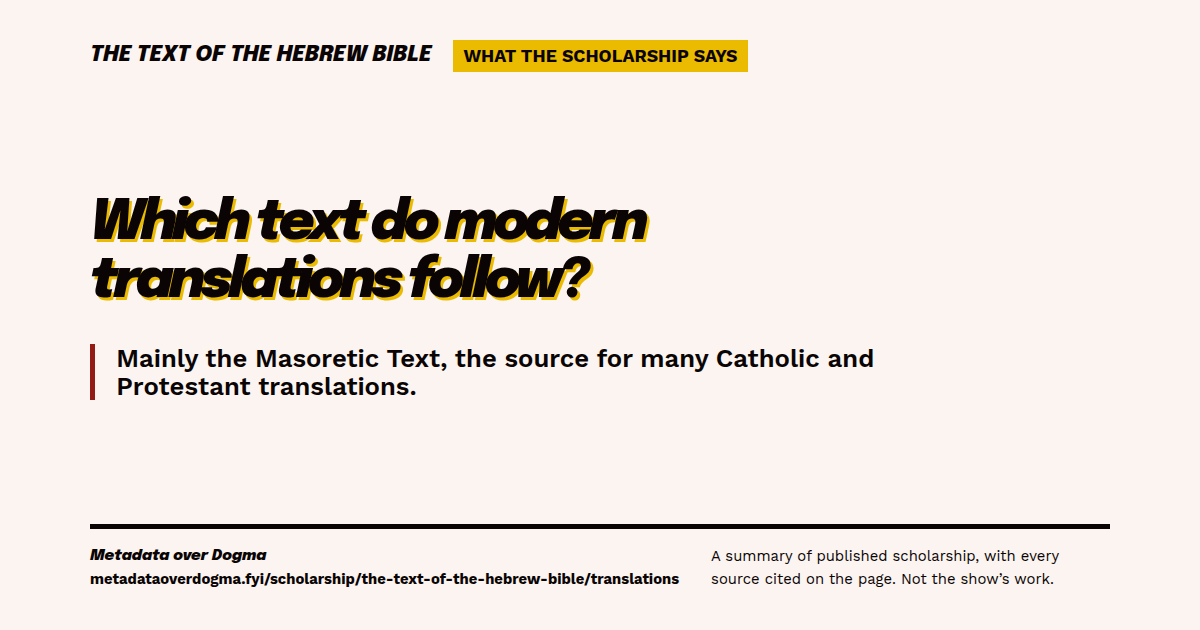 THE TEXT OF THE HEBREW BIBLE
WHAT THE SCHOLARSHIP SAYS
Which text do modern
translations follow?
Mainly the Masoretic Text, the source for many Catholic and
Protestant translations.
Metadata over Dogma
metadataoverdogma.fyi/scholarship/the-text-of-the-hebrew-bible/translations
A summary of published scholarship, with every
source cited on the page. Not the show’s work.